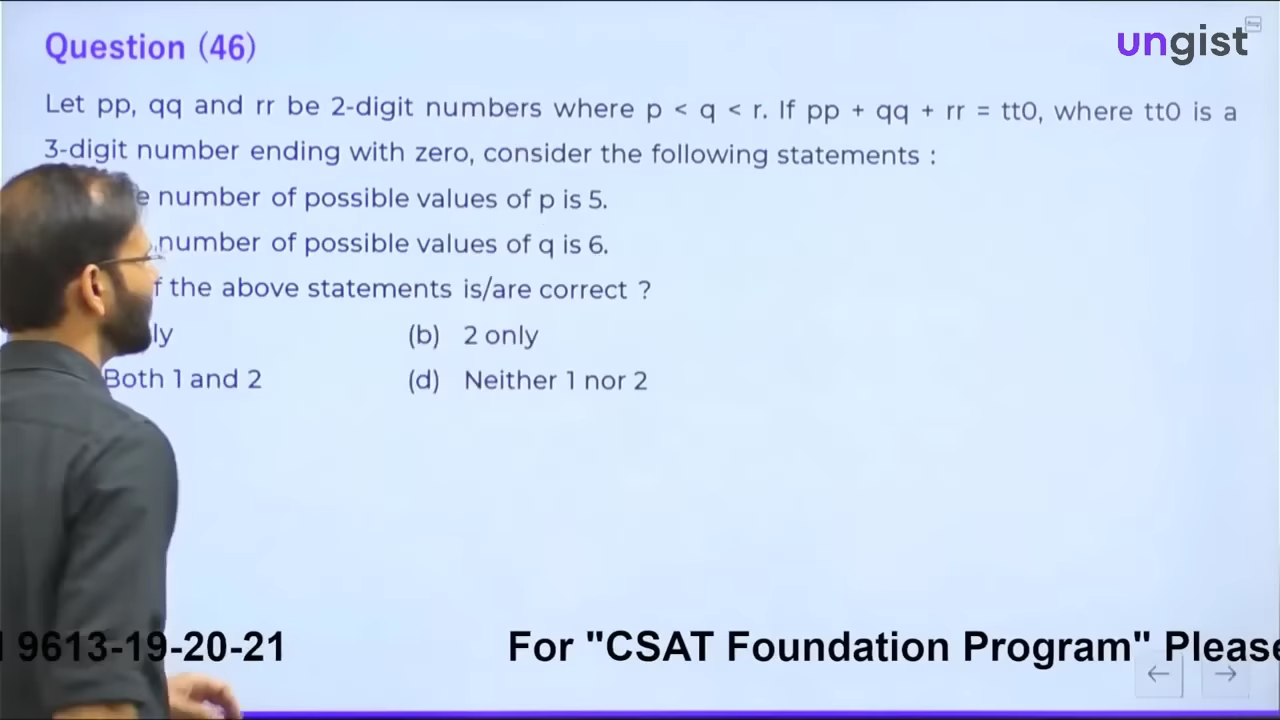 Question (46)
ungist
Let pp, qq and rr be 2-digit numbers where p < q < r. If pp + qq + rr = tt0, where tt0 is a
3-digit number ending with zero, consider the following statements :
number of possible values of p is 5.
number of possible values of q is 6.
the above statements is/are correct ?
(b) 2 only
Both 1 and 2 (d) Neither 1 nor 2
9613-19-20-21 For "CSAT Foundation Program" Please